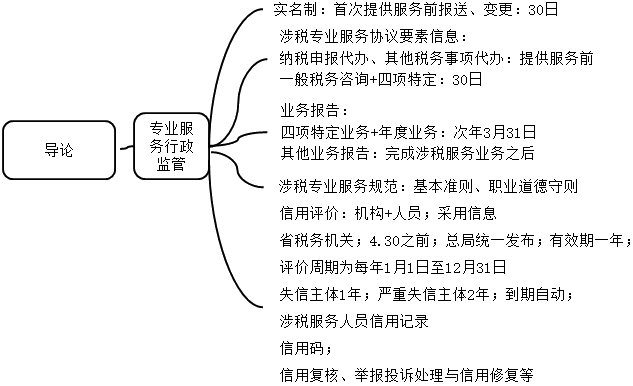 导论
专业服
务行政
监管
实名制：首次提供服务前报送、变更：30日
涉税专业服务协议要素信息：
纳税申报代办、其他税务事项代办：提供服务前
一般税务咨询+四项特定：30日
业务报告：
四项特定业务+年度业务：次年3月31日
其他业务报告：完成涉税服务业务之后
涉税专业服务规范：基本准则、职业道德守则
信用评价：机构+人员；采用信息
省税务机关；4.30之前；总局统一发布；有效期一年；
评价周期为每年1月1日至12月31日
失信主体1年；严重失信主体2年；到期自动；
涉税服务人员信用记录
信用码；
信用复核、举报投诉处理与信用修复等